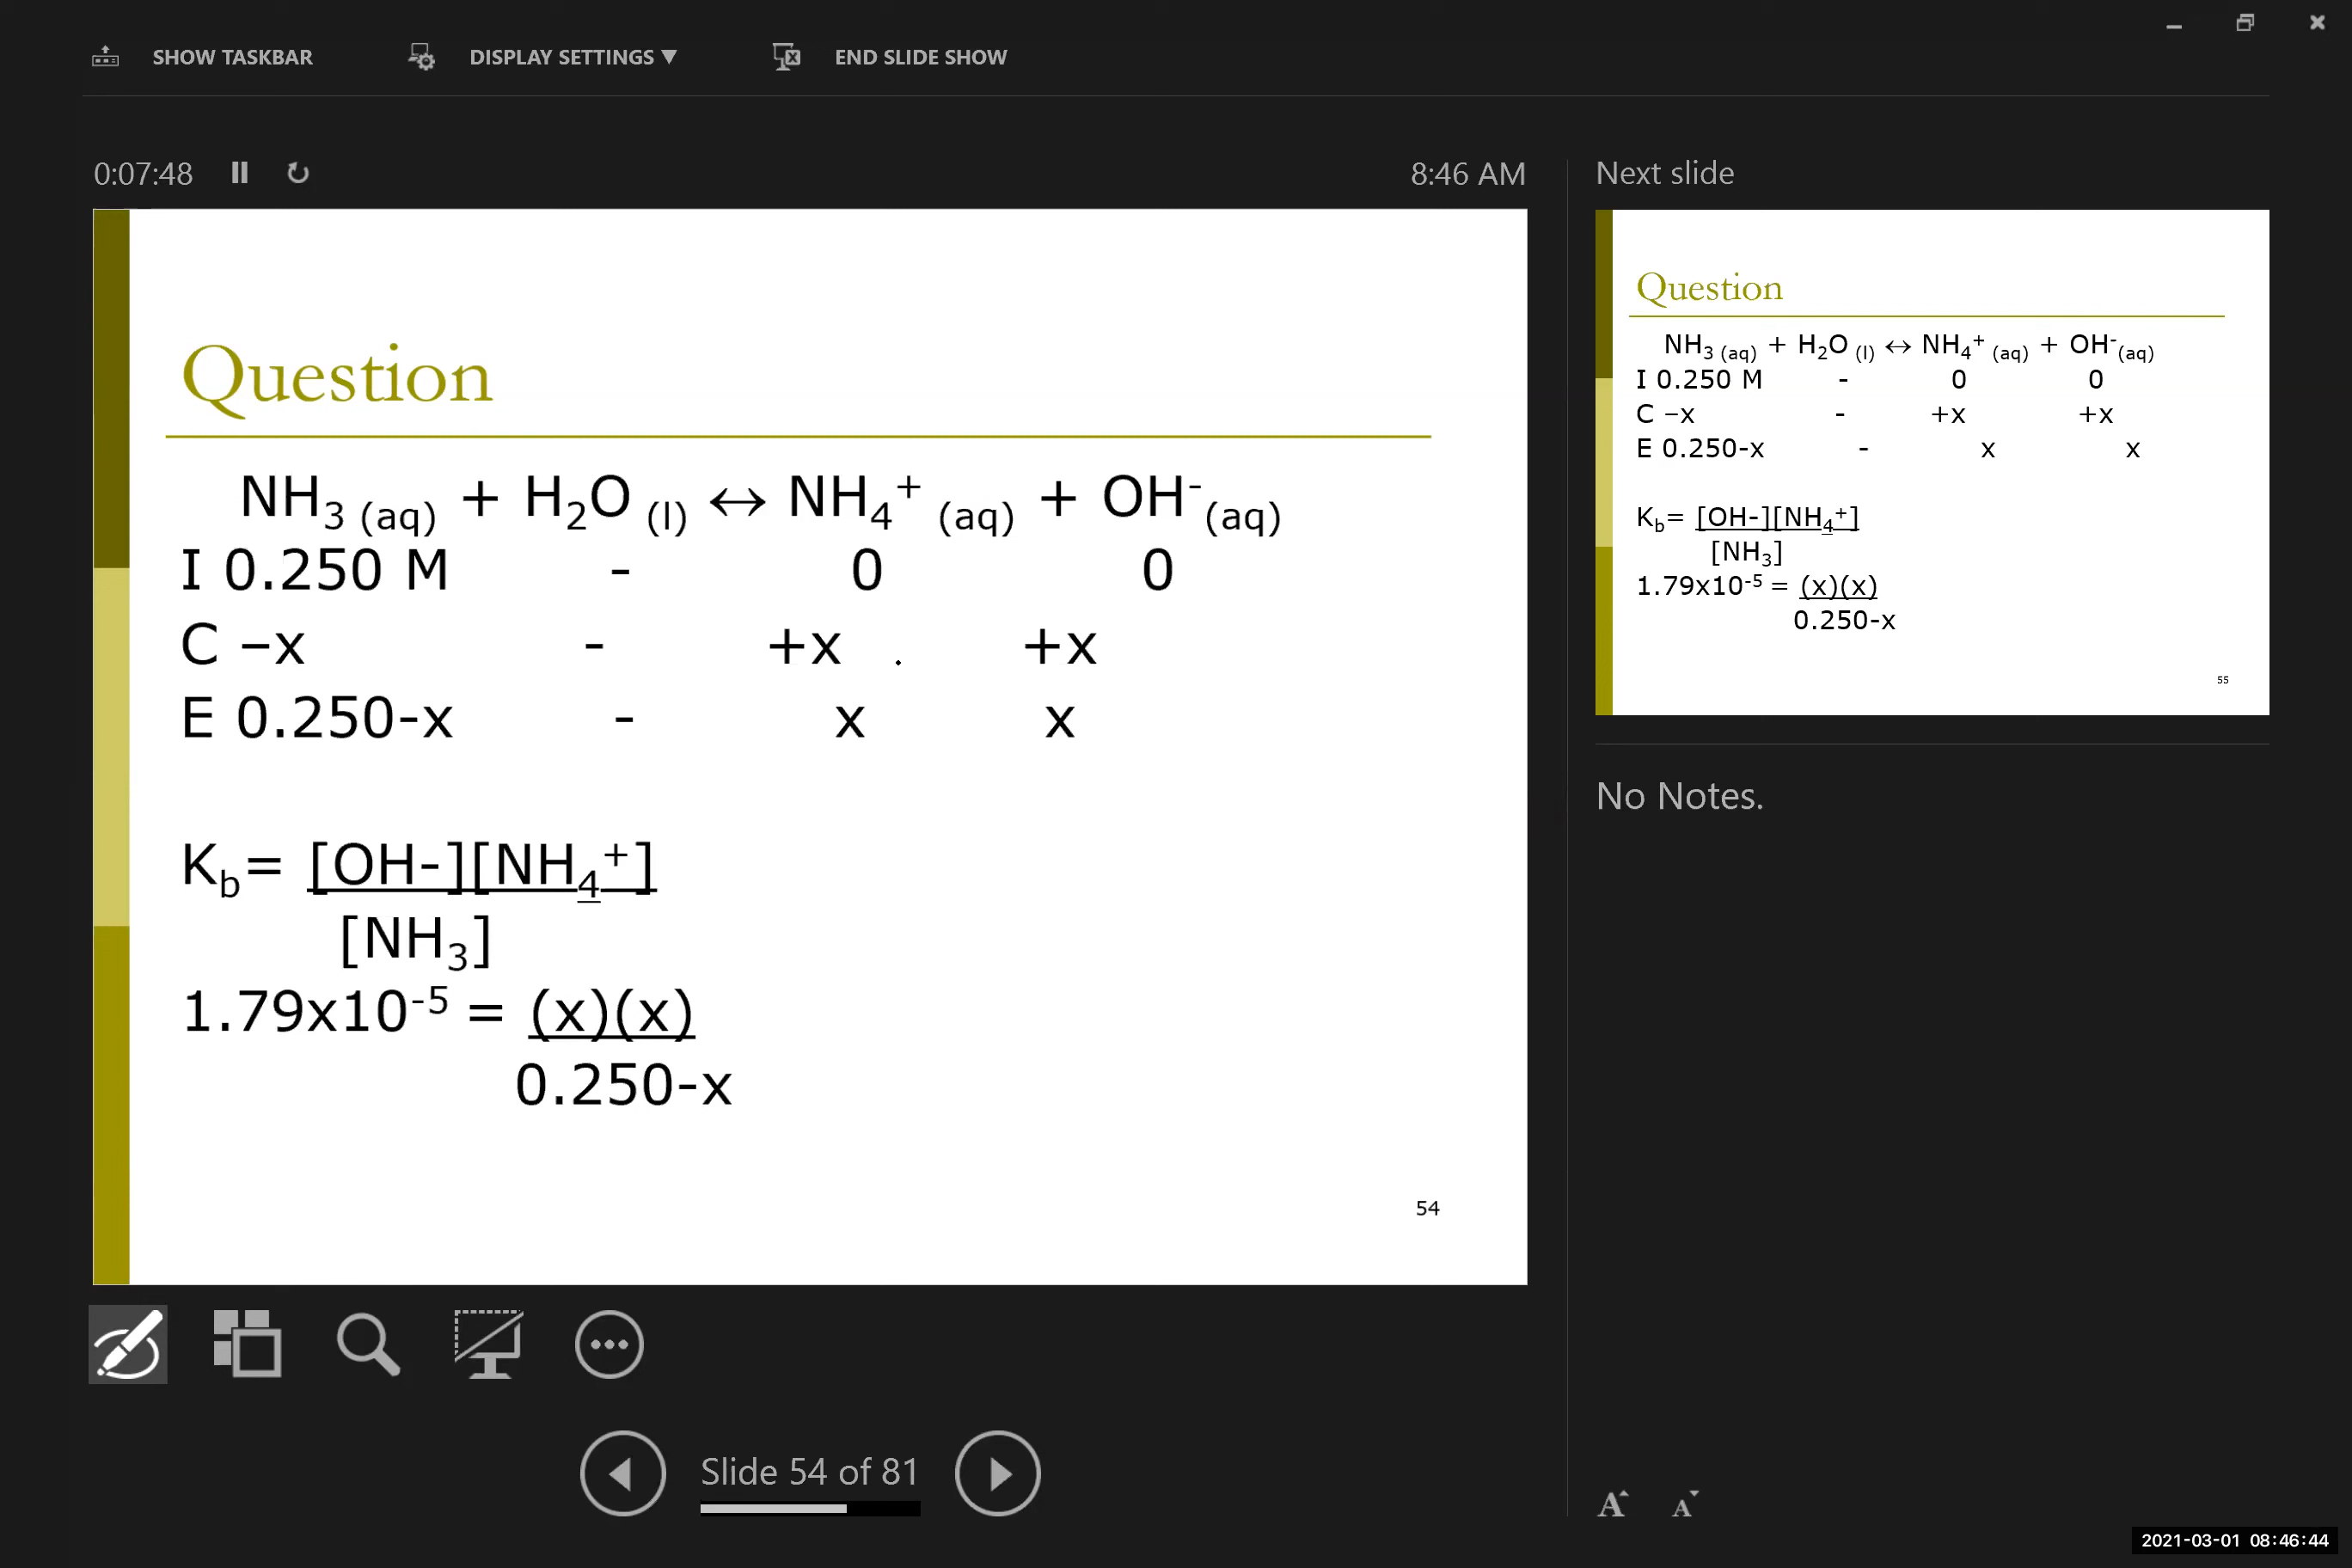 SHOW TASKBAR DISPLAY SETTINGS ▼ END SLIDE SHOW
0:07:48 8:46 AM
Question
NH₃ (aq) + H₂O (l) ↔ NH₄⁺ (aq) + OH⁻(aq)
I 0.250 M - 0 0
C –x - +x . +x
E 0.250-x - x x
K_b= [OH-][NH₄⁺]
[NH₃]
1.79x10⁻⁵ = (x)(x)
0.250-x
54
Slide 54 of 81
Next slide
Question
NH₃ (aq) + H₂O (l) ↔ NH₄⁺ (aq) + OH⁻(aq)
I 0.250 M - 0 0
C –x - +x +x
E 0.250-x - x x
K_b= [OH-][NH₄⁺]
[NH₃]
1.79x10⁻⁵ = (x)(x)
0.250-x
55
No Notes.
A A
2021-03-01 08:46:44